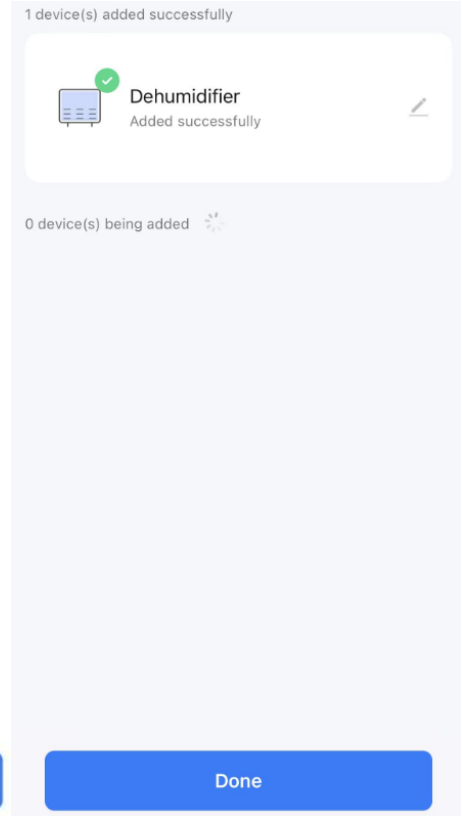 1 device(s) added successfully
Dehumidifier
Added successfully
0 device(s) being added
Done